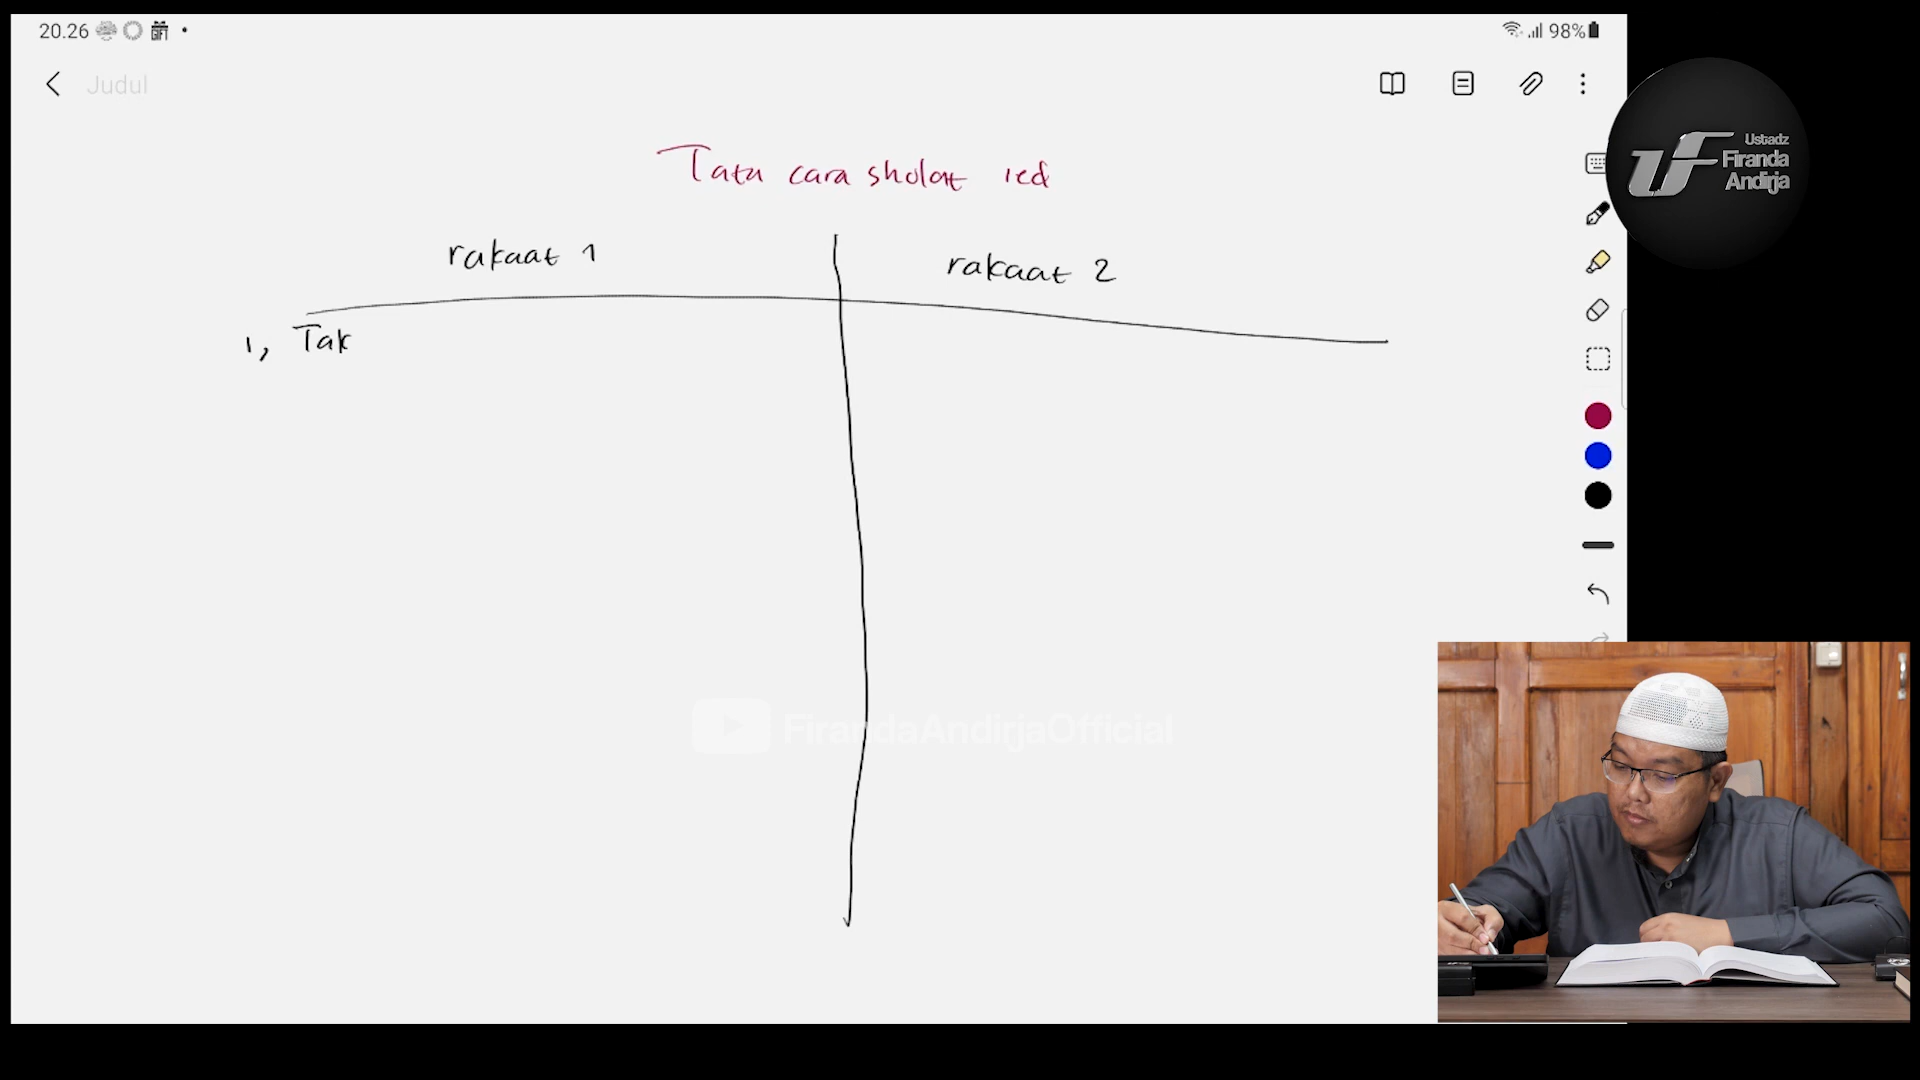 20.26
98%
Judul
Ustadz
Firanda
Andirja
Tata cara sholat ied
rakaat 1
rakaat 2
1, Tak
FirandaAndirjaOfficial